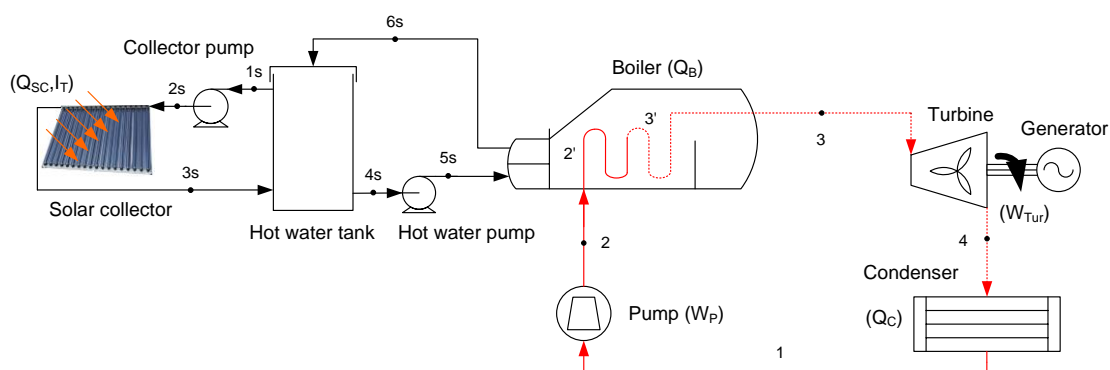 6s
Collector pump
1s
(Q_SC,I_T)
2s
Boiler (Q_B)
3'
3
Turbine
Generator
2'
5s
3s
4s
Solar collector
Hot water tank
Hot water pump
(W_Tur)
2
4
Condenser
Pump (W_P)
(Q_C)
1